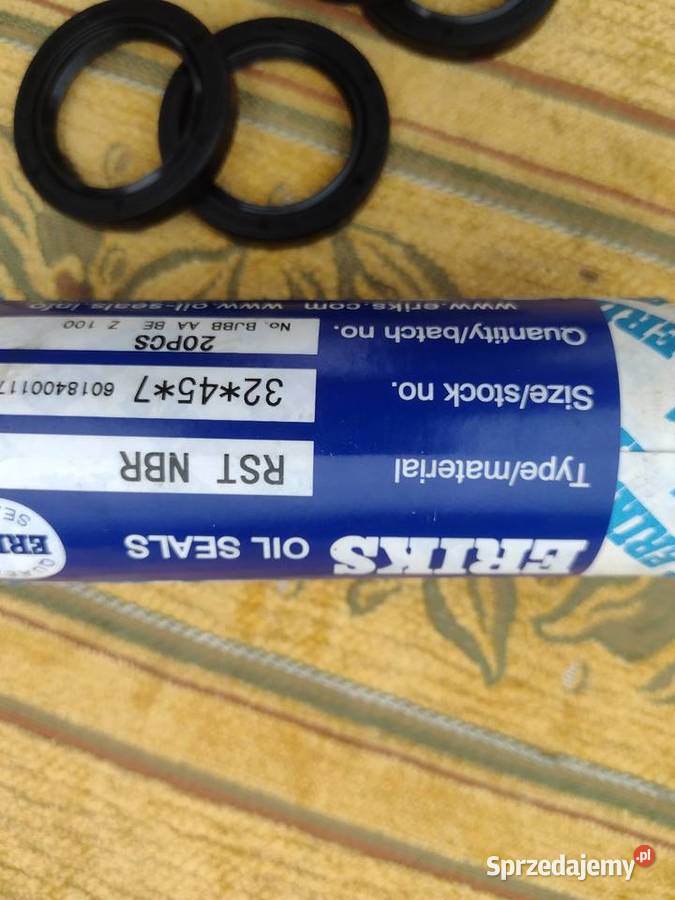 ERIKS OIL SEALS
Type/material RST NBR
Size/stock no. 32*45*7 6018400117
Quantity/batch no. 20PCS
No. BJBB AA BE Z 100
www.eriks.com www.oil-seals.info
Sprzedajemy.pl